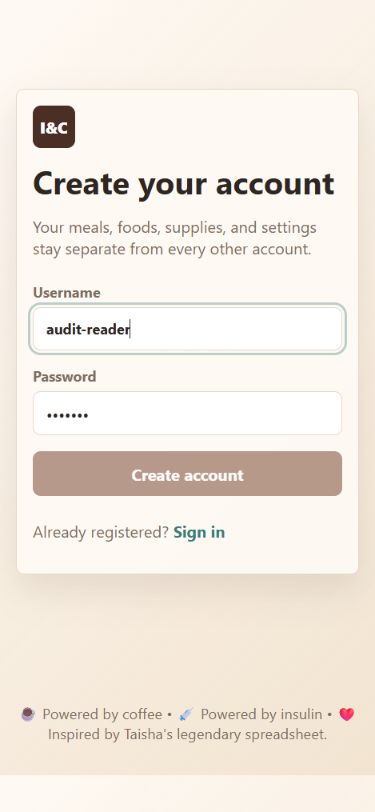 I&C
Create your account
Your meals, foods, supplies, and settings
stay separate from every other account.
Username
audit-reader
Password
•••••••
Create account
Already registered? Sign in
Powered by coffee • Powered by insulin •
Inspired by Taisha's legendary spreadsheet.